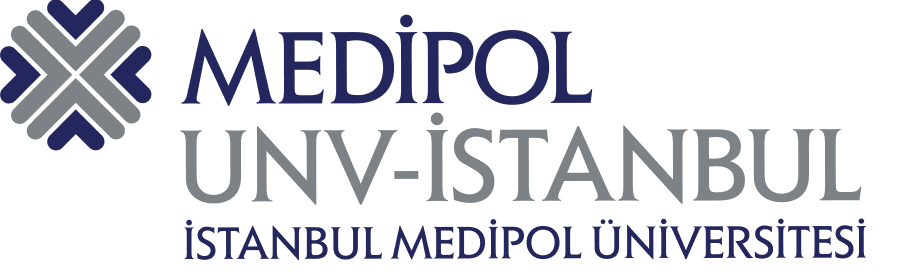 MEDİPOL
UNV-İSTANBUL
İSTANBUL MEDİPOL ÜNİVERSİTESİ